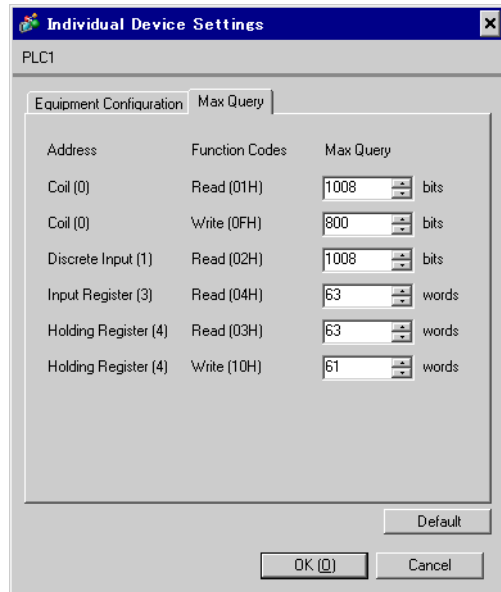 Individual Device Settings
PLC1
Equipment Configuration Max Query
Address Function Codes Max Query
Coil (0) Read (01H) 1008 bits
Coil (0) Write (0FH) 800 bits
Discrete Input (1) Read (02H) 1008 bits
Input Register (3) Read (04H) 63 words
Holding Register (4) Read (03H) 63 words
Holding Register (4) Write (10H) 61 words
Default
OK (O) Cancel